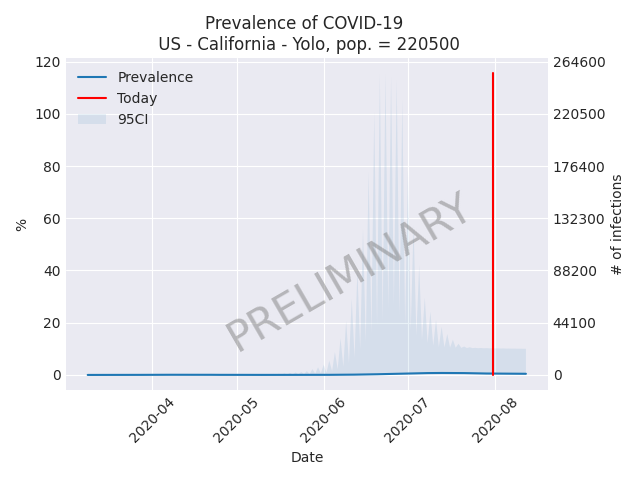 Prevalence of COVID-19
US - California - Yolo, pop. = 220500
120
100
80
60
40
20
0
%
264600
220500
176400
132300
88200
44100
0
# of infections
Prevalence
Today
95CI
PRELIMINARY
2020-04
2020-05
2020-06
2020-07
2020-08
Date